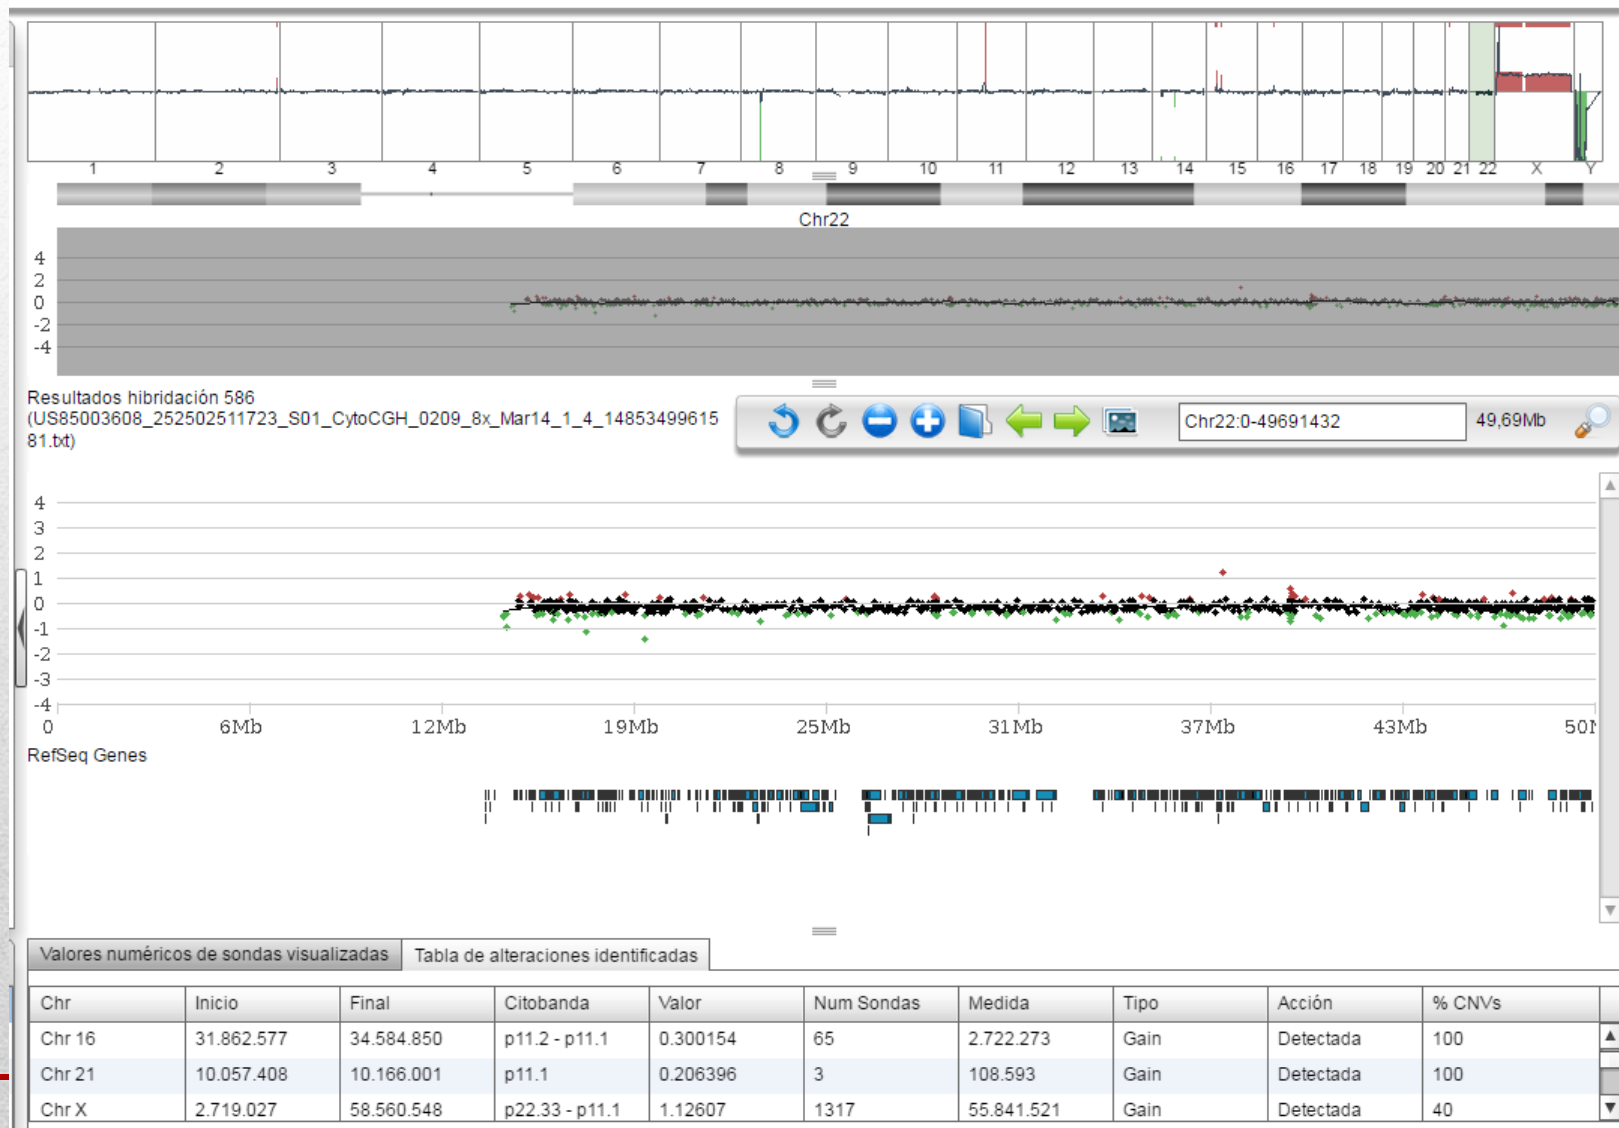 1 2 3 4 5 6 7 8 9 10 11 12 13 14 15 16 17 18 19 20 21 22 X Y
Chr22
4
2
0
-2
-4
Resultados hibridación 586
(US85003608_252502511723_S01_CytoCGH_0209_8x_Mar14_1_4_14853499615
81.txt)
Chr22:0-49691432 49,69Mb
4
3
2
1
0
-1
-2
-3
-4
0 6Mb 12Mb 19Mb 25Mb 31Mb 37Mb 43Mb
RefSeq Genes
Valores numéricos de sondas visualizadas Tabla de alteraciones identificadas
Chr Inicio Final Citobanda Valor Num Sondas Medida Tipo Acción % CNVs
Chr 16 31.862.577 34.584.850 p11.2 - p11.1 0.300154 65 2.722.273 Gain Detectada 100
Chr 21 10.057.408 10.166.001 p11.1 0.206396 3 108.593 Gain Detectada 100
Chr X 2.719.027 58.560.548 p22.33 - p11.1 1.12607 1317 55.841.521 Gain Detectada 40